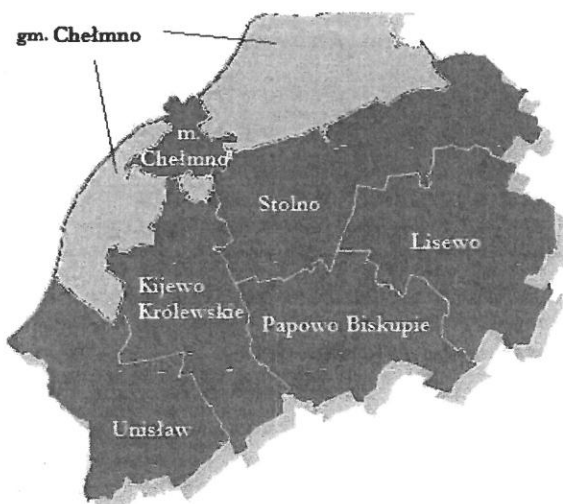 gm. Chełmno
m.
Chełmno
Stolno
Lisewo
Kijewo
Królewskie
Papowo Biskupie
Unisław